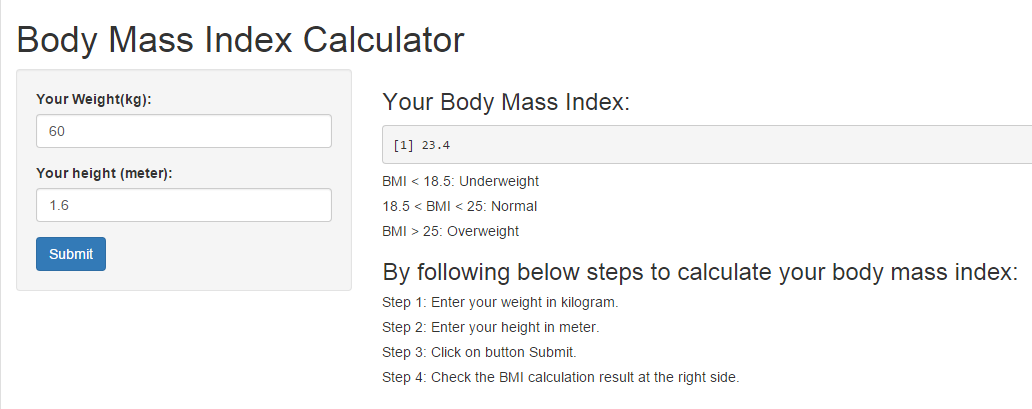 Body Mass Index Calculator
Your Weight(kg):
60
Your height (meter):
1.6
Submit
Your Body Mass Index:
[1] 23.4
BMI < 18.5: Underweight
18.5 < BMI < 25: Normal
BMI > 25: Overweight
By following below steps to calculate your body mass index:
Step 1: Enter your weight in kilogram.
Step 2: Enter your height in meter.
Step 3: Click on button Submit.
Step 4: Check the BMI calculation result at the right side.